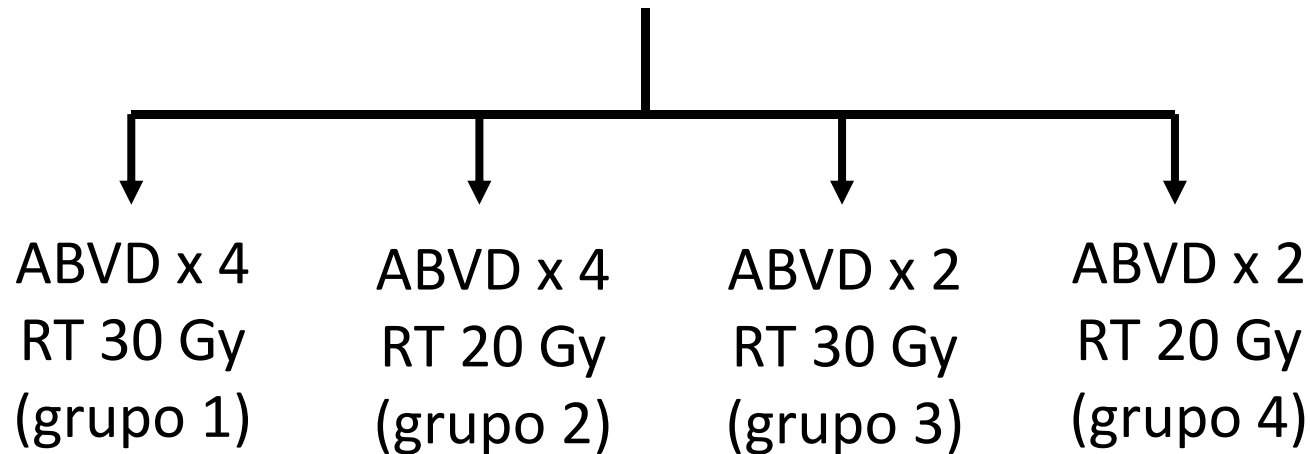 ABVD x 4
RT 30 Gy
(grupo 1)
ABVD x 4
RT 20 Gy
(grupo 2)
ABVD x 2
RT 30 Gy
(grupo 3)
ABVD x 2
RT 20 Gy
(grupo 4)